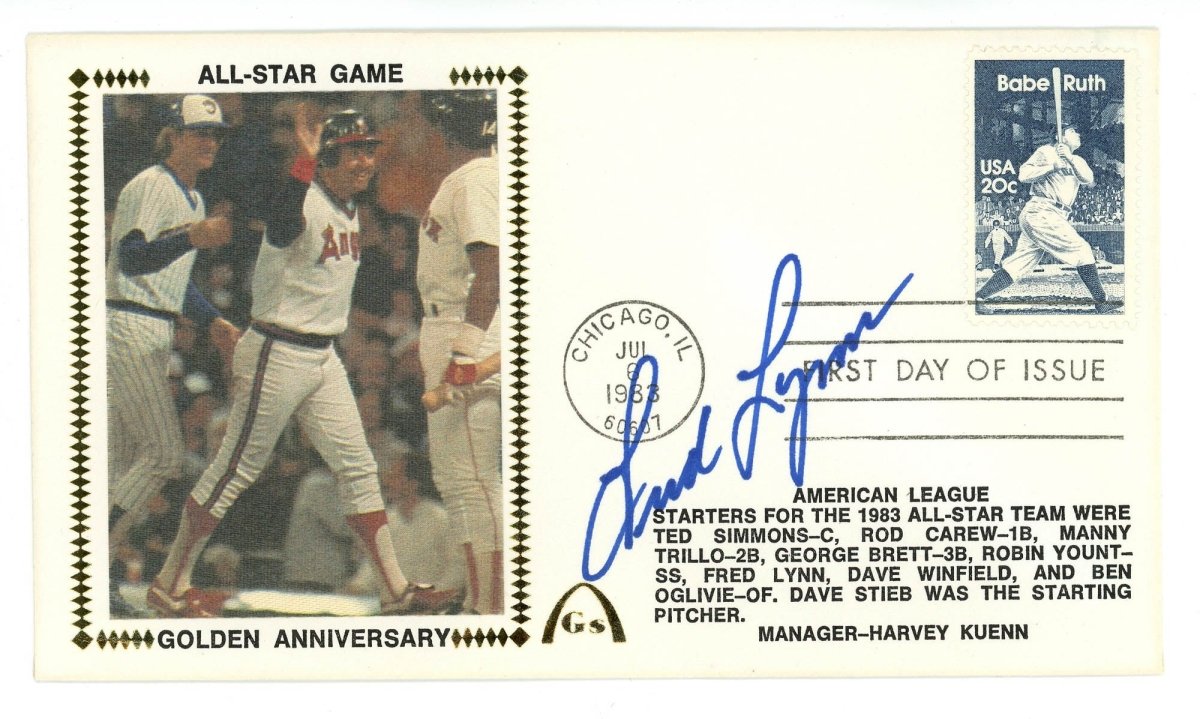 ALL-STAR GAME
14
Angels
X
GOLDEN ANNIVERSARY
Babe Ruth
USA
20c
CHICAGO, IL
JUL
6
1983
60607
FIRST DAY OF ISSUE
Fred Lynn
Gs
AMERICAN LEAGUE
STARTERS FOR THE 1983 ALL-STAR TEAM WERE
TED SIMMONS–C, ROD CAREW–1B, MANNY
TRILLO–2B, GEORGE BRETT–3B, ROBIN YOUNT–
SS, FRED LYNN, DAVE WINFIELD, AND BEN
OGLIVIE–OF. DAVE STIEB WAS THE STARTING
PITCHER.
MANAGER–HARVEY KUENN